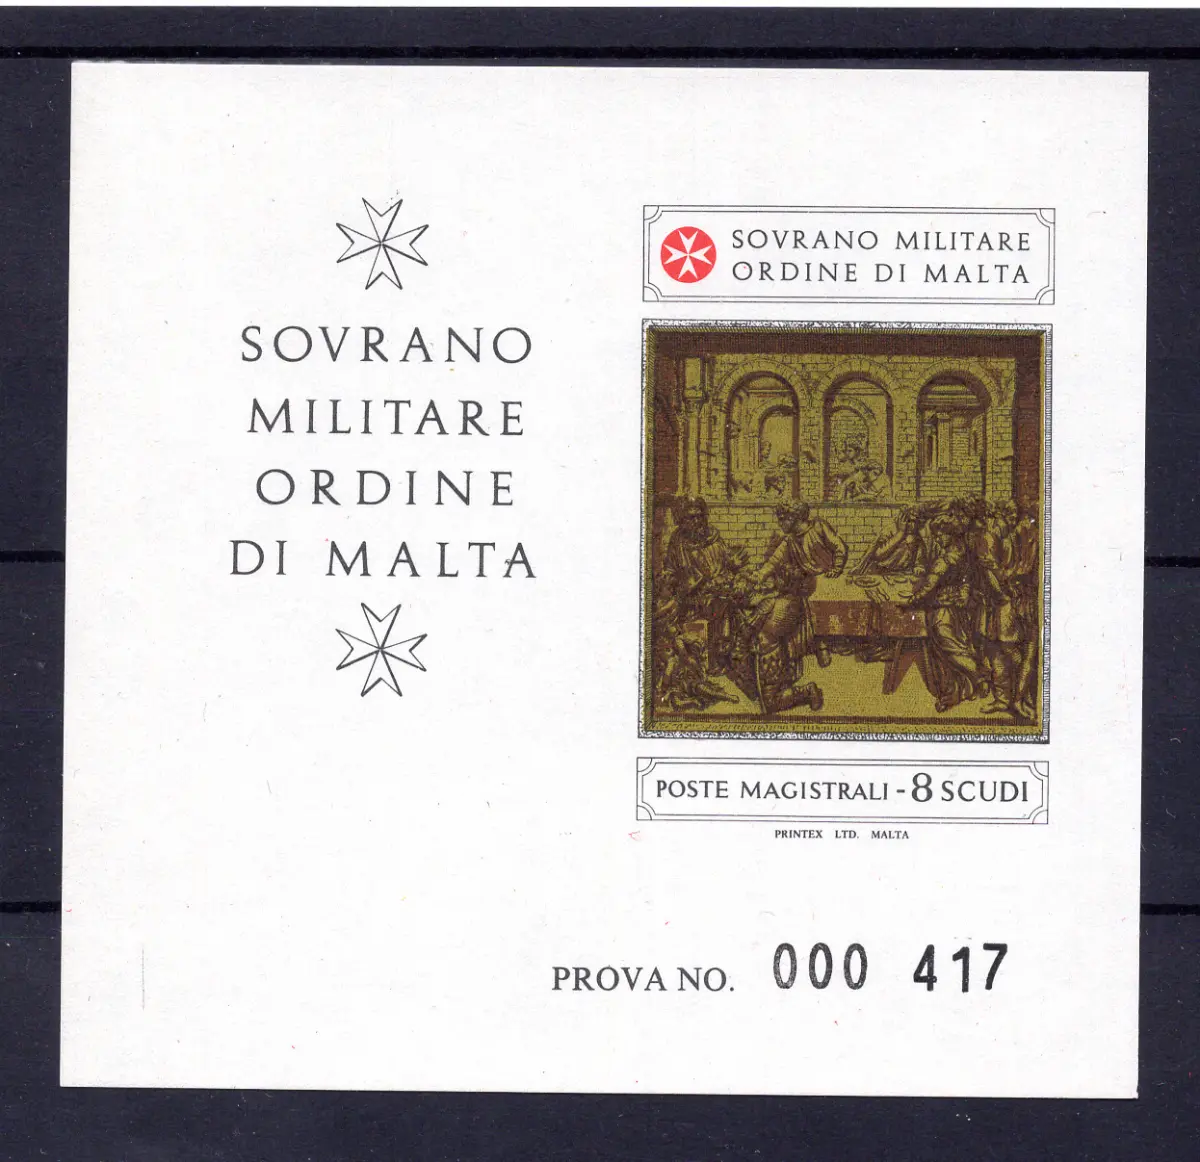 SOVRANO
MILITARE
ORDINE
DI MALTA
SOVRANO MILITARE
ORDINE DI MALTA
POSTE MAGISTRALI - 8 SCUDI
PRINTEX LTD. MALTA
PROVA NO. 000 417